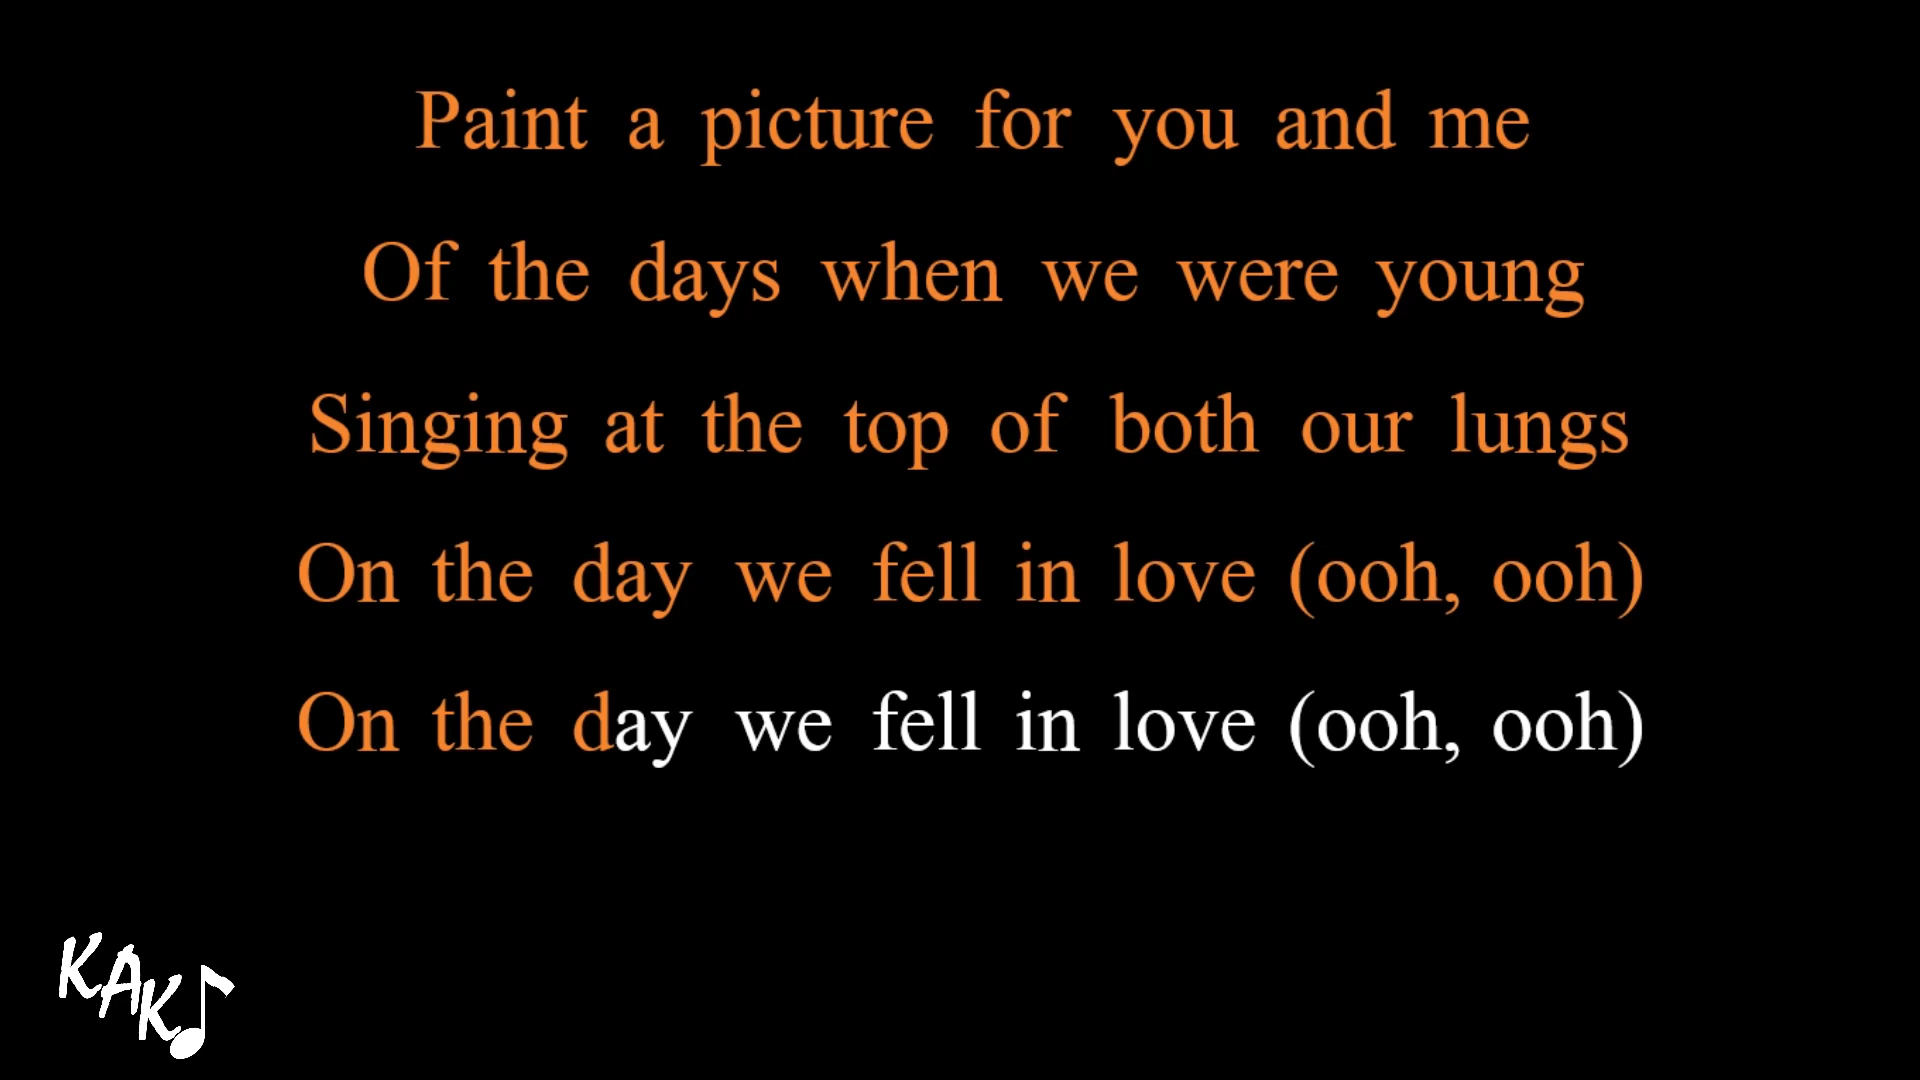 Paint a picture for you and me
Of the days when we were young
Singing at the top of both our lungs
On the day we fell in love (ooh, ooh)
On the day we fell in love (ooh, ooh)
KAK